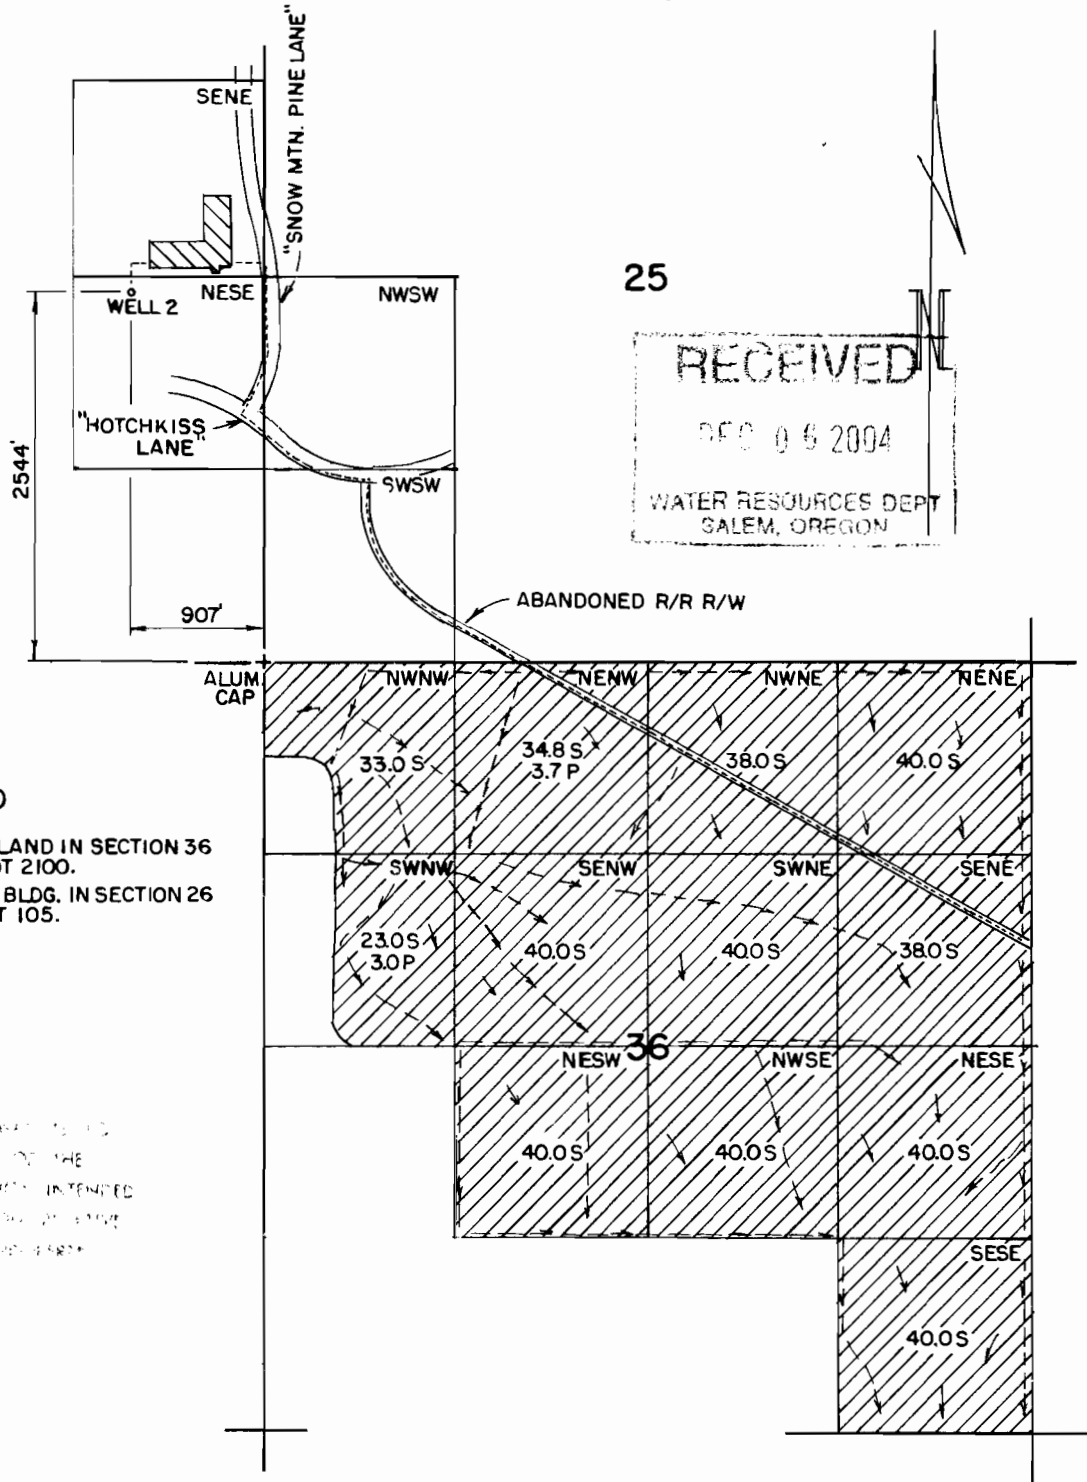 SENE
"SNOW MTN. PINE LANE"
25
NESE
NWSW
WELL 2
RECEIVED
N
DEC 06 2004
"HOTCHKISS
LANE"
2544'
SWSW
WATER RESOURCES DEPT
SALEM, OREGON
ABANDONED R/R R/W
907'
ALUM
CAP
NWNW
NENW
NWNE
NENE
33.0 S
34.8 S
3.7 P
38.0 S
40.0 S
LAND IN SECTION 36
2100.
BLDG. IN SECTION 26
105.
SWNW
SENW
SWNE
SENE
23.0 S
3.0 P
40.0 S
40.0 S
38.0 S
36
NESW
NWSE
NESE
THE
INTENDED
40.0 S
40.0 S
40.0 S
SESE
40.0 S